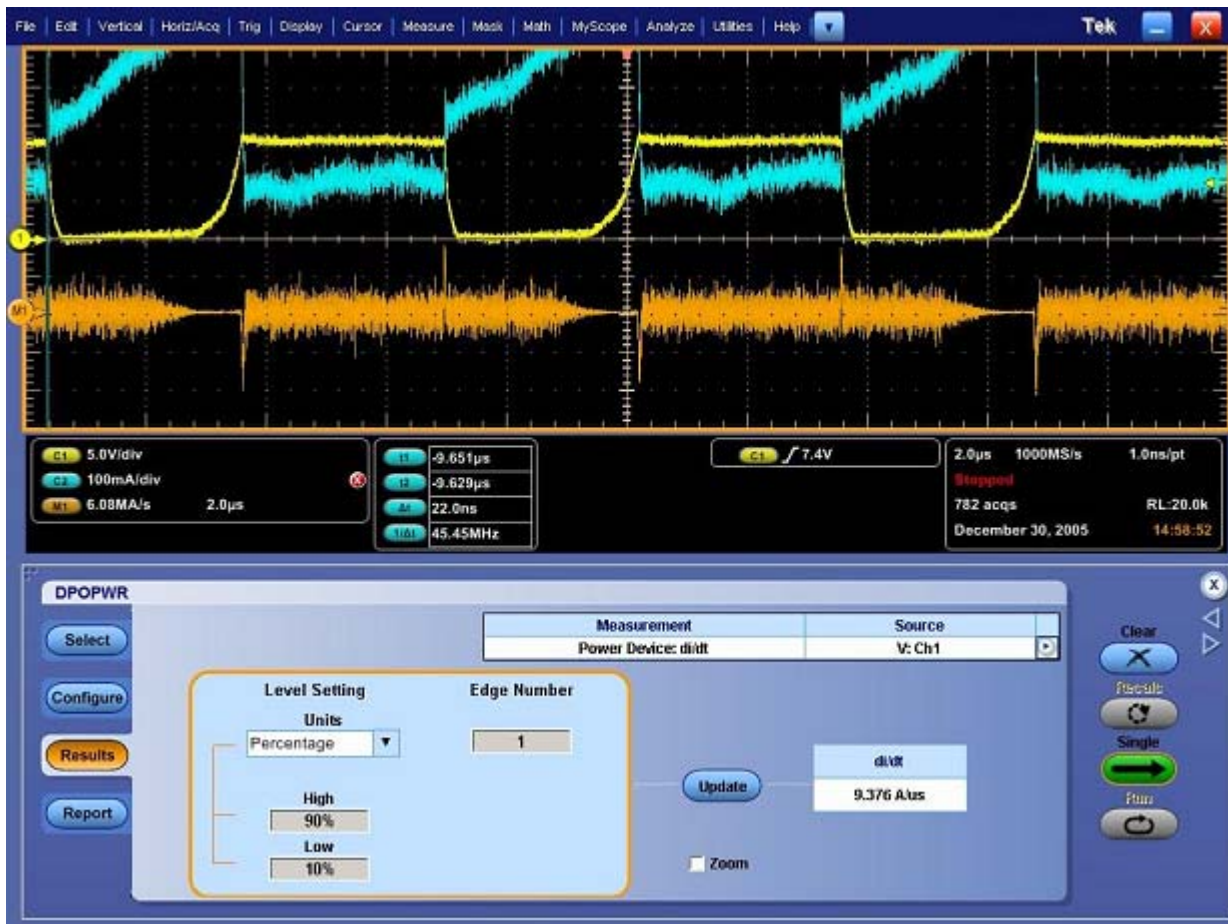 File | Edit | Vertical | Horiz/Acq | Trig | Display | Cursor | Measure | Mask | Math | MyScope | Analyze | Utilities | Help
Tek
X
1
M1
C1 5.0V/div
C2 100mA/div
M1 6.08MA/s 2.0µs
t1 -9.651µs
t2 -9.629µs
Δt 22.0ns
1/Δt 45.45MHz
C1 7.4V
2.0µs 1000MS/s 1.0ns/pt
Stopped
782 acqs RL:20.0k
December 30, 2005 14:58:52
DPOPWR
X
Select
Configure
Results
Report
Measurement Source
Power Device: di/dt V: Ch1
Level Setting Edge Number
Units
Percentage
1
High
90%
Low
10%
Update
di/dt
9.376 A/us
Zoom
Clear
Recalc
Single
Run